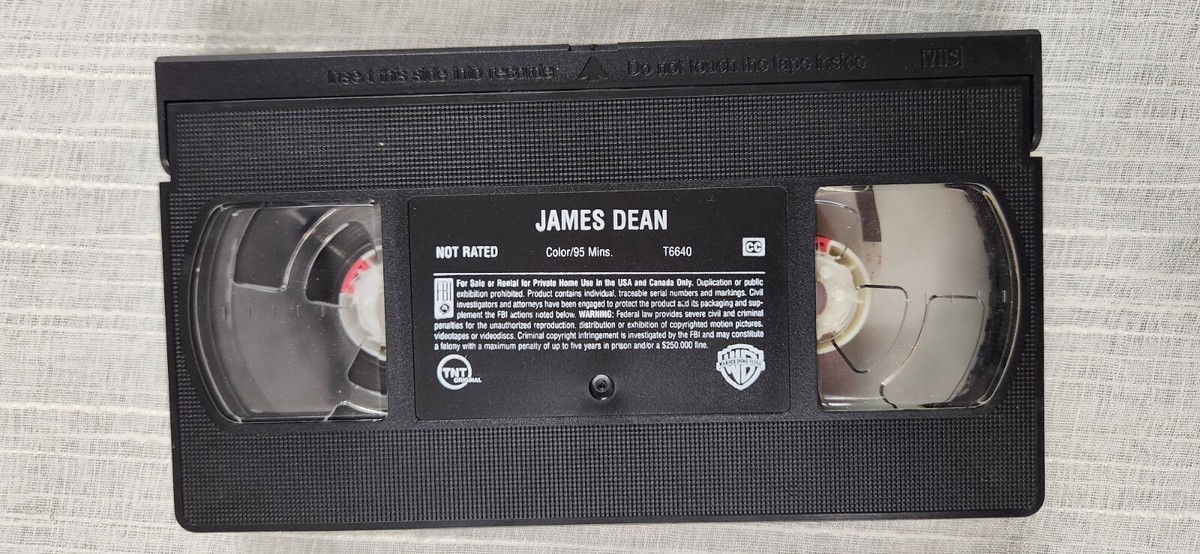 Insert this side into recorder Do not touch the tape inside VHS
JAMES DEAN
NOT RATED Color/95 Mins. T6640 CC
FBI For Sale or Rental for Private Home Use in the USA and Canada Only. Duplication or public
exhibition prohibited. Product contains individual, traceable serial numbers and markings. Civil
investigators and attorneys have been engaged to protect the product and its packaging and sup-
plement the FBI actions noted below. WARNING: Federal law provides severe civil and criminal
penalties for the unauthorized reproduction, distribution or exhibition of copyrighted motion pictures,
videotapes or videodiscs. Criminal copyright infringement is investigated by the FBI and may constitute
a felony with a maximum penalty of up to five years in prison and/or a $250,000 fine.
TNT
ORIGINAL
WB